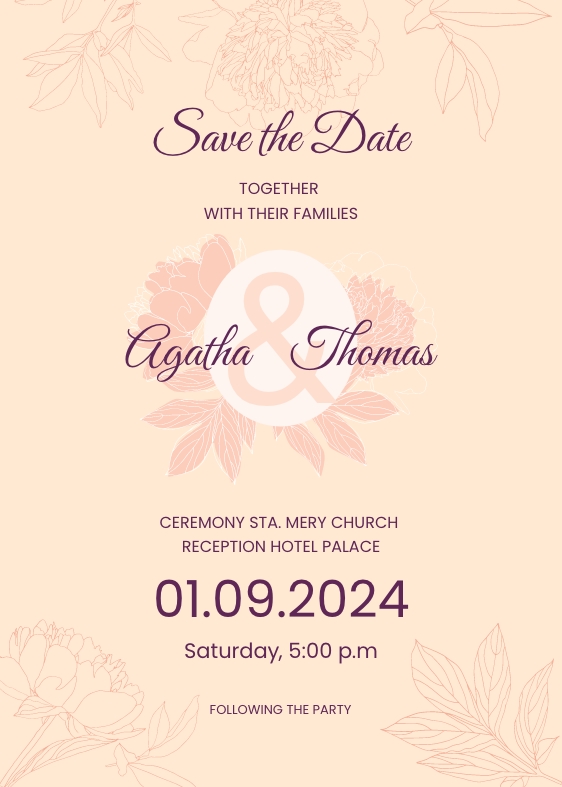 Save the Date
TOGETHER
WITH THEIR FAMILIES
&
Agatha Thomas
CEREMONY STA. MERY CHURCH
RECEPTION HOTEL PALACE
01.09.2024
Saturday, 5:00 p.m
FOLLOWING THE PARTY